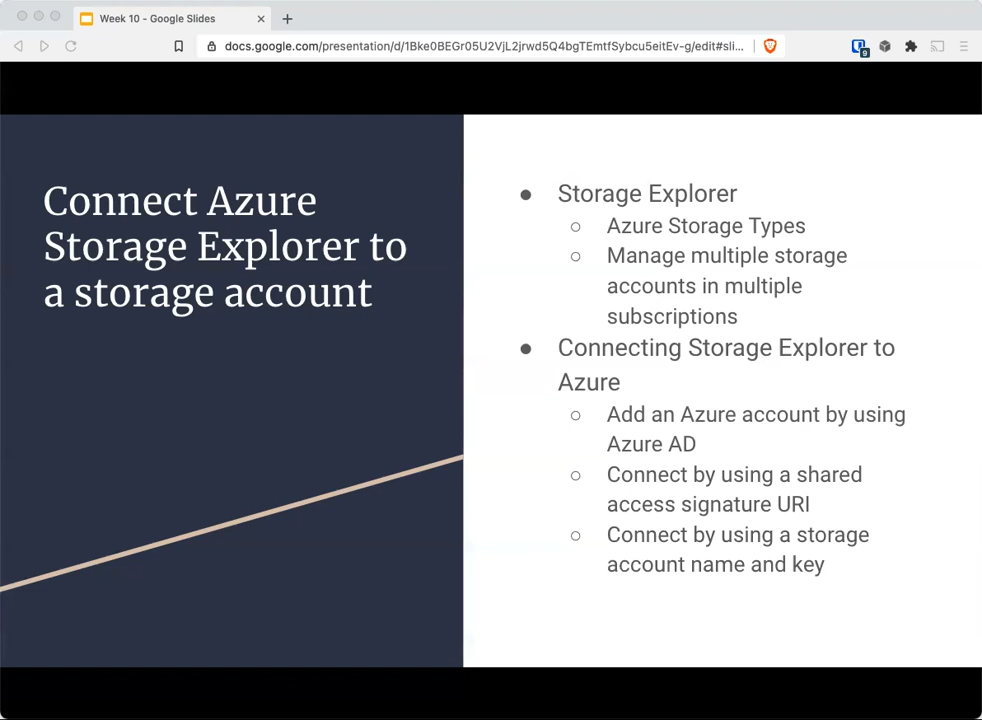 Week 10 - Google Slides
docs.google.com/presentation/d/1Bke0BEGr05U2VjL2jrwd5Q4bgTEmtfSybcu5eitEv-g/edit#sli...
9
Connect Azure
Storage Explorer to
a storage account
● Storage Explorer
○ Azure Storage Types
○ Manage multiple storage
accounts in multiple
subscriptions
● Connecting Storage Explorer to
Azure
○ Add an Azure account by using
Azure AD
○ Connect by using a shared
access signature URI
○ Connect by using a storage
account name and key